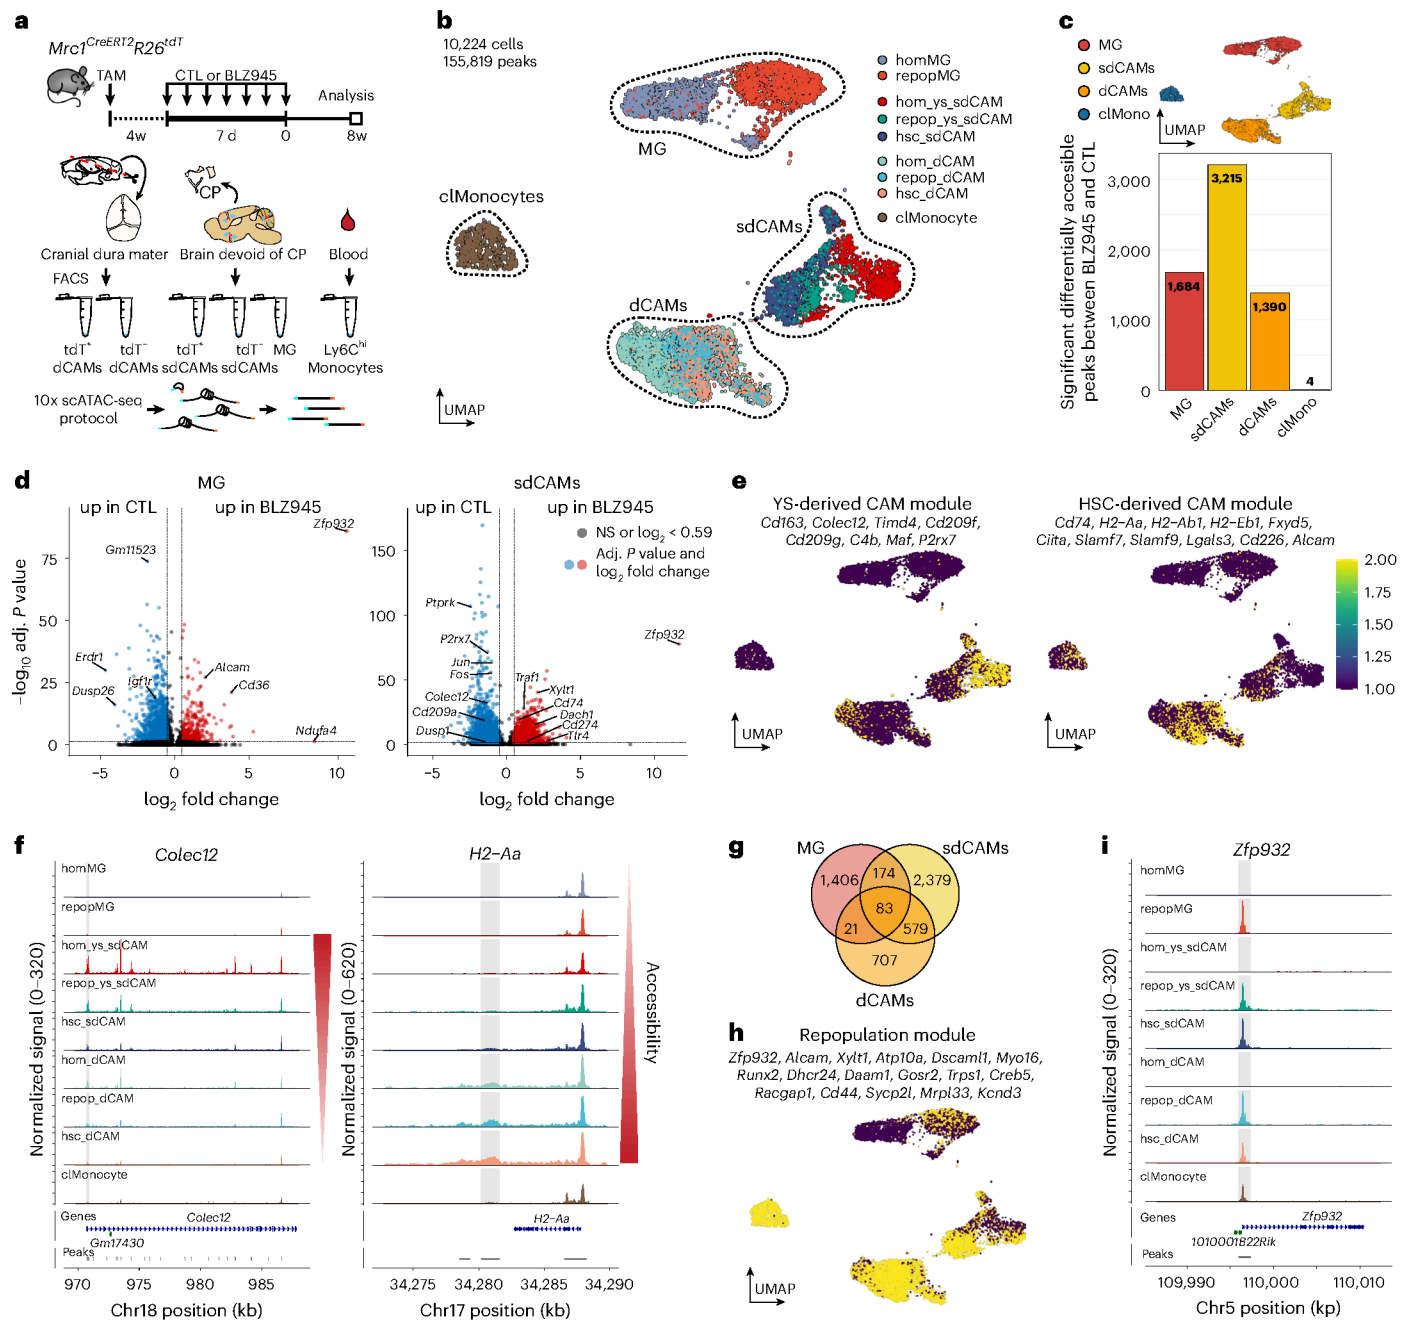 a
Mrc1CreERT2R26tdT
TAM
CTL or BLZ945
Analysis
4w
7 d
0
8w
CP
Cranial dura mater
Brain devoid of CP
Blood
FACS
tdT+ dCAMs
tdT− dCAMs
tdT+ sdCAMs
tdT− sdCAMs
MG
Ly6Chi Monocytes
10x scATAC-seq
protocol
b
10,224 cells
155,819 peaks
homMG
repopMG
hom_ys_sdCAM
repop_ys_sdCAM
hsc_sdCAM
hom_dCAM
repop_dCAM
hsc_dCAM
clMonocyte
MG
clMonocytes
sdCAMs
dCAMs
UMAP
c
MG
sdCAMs
dCAMs
clMono
UMAP
Significant differentially accesible
peaks between BLZ945 and CTL
3,000
2,000
1,000
0
1,684
3,215
1,390
4
MG
sdCAMs
dCAMs
clMono
d
MG
up in CTL
up in BLZ945
Zfp932
Gm11523
Erdr1
Dusp26
Igf1r
Alcam
Cd36
Ndufa4
−log10 adj. P value
75
50
25
0
−5
0
5
10
log2 fold change
sdCAMs
up in CTL
up in BLZ945
NS or log2 < 0.59
Adj. P value and
log2 fold change
Ptprk
P2rx7
Jun
Fos
Colec12
Cd209a
Dusp1
Zfp932
Traf1
Xylt1
Cd74
Dach1
Cd274
Tlr4
150
100
50
0
−5
0
5
10
log2 fold change
e
YS-derived CAM module
Cd163, Colec12, Timd4, Cd209f,
Cd209g, C4b, Maf, P2rx7
UMAP
HSC-derived CAM module
Cd74, H2-Aa, H2-Ab1, H2-Eb1, Fxyd5,
Ciita, Slamf7, Slamf9, Lgals3, Cd226, Alcam
UMAP
2.00
1.75
1.50
1.25
1.00
f
Colec12
Normalized signal (0–320)
homMG
repopMG
hom_ys_sdCAM
repop_ys_sdCAM
hsc_sdCAM
hom_dCAM
repop_dCAM
hsc_dCAM
clMonocyte
Genes
Colec12
Gm17430
Peaks
970
975
980
985
Chr18 position (kb)
H2−Aa
Normalized signal (0–620)
Accessibility
H2−Aa
34,275
34,280
34,285
34,290
Chr17 position (kb)
g
MG
sdCAMs
1,406
174
2,379
83
21
579
707
dCAMs
h
Repopulation module
Zfp932, Alcam, Xylt1, Atp10a, Dscaml1, Myo16,
Runx2, Dhcr24, Daam1, Gosr2, Trps1, Creb5,
Racgap1, Cd44, Sycp2l, Mrpl33, Kcnd3
UMAP
i
Zfp932
Normalized signal (0–320)
homMG
repopMG
hom_ys_sdCAM
repop_ys_sdCAM
hsc_sdCAM
hom_dCAM
repop_dCAM
hsc_dCAM
clMonocyte
Genes
Zfp932
1010001B22Rik
Peaks
109,990
110,000
110,010
Chr5 position (kp)